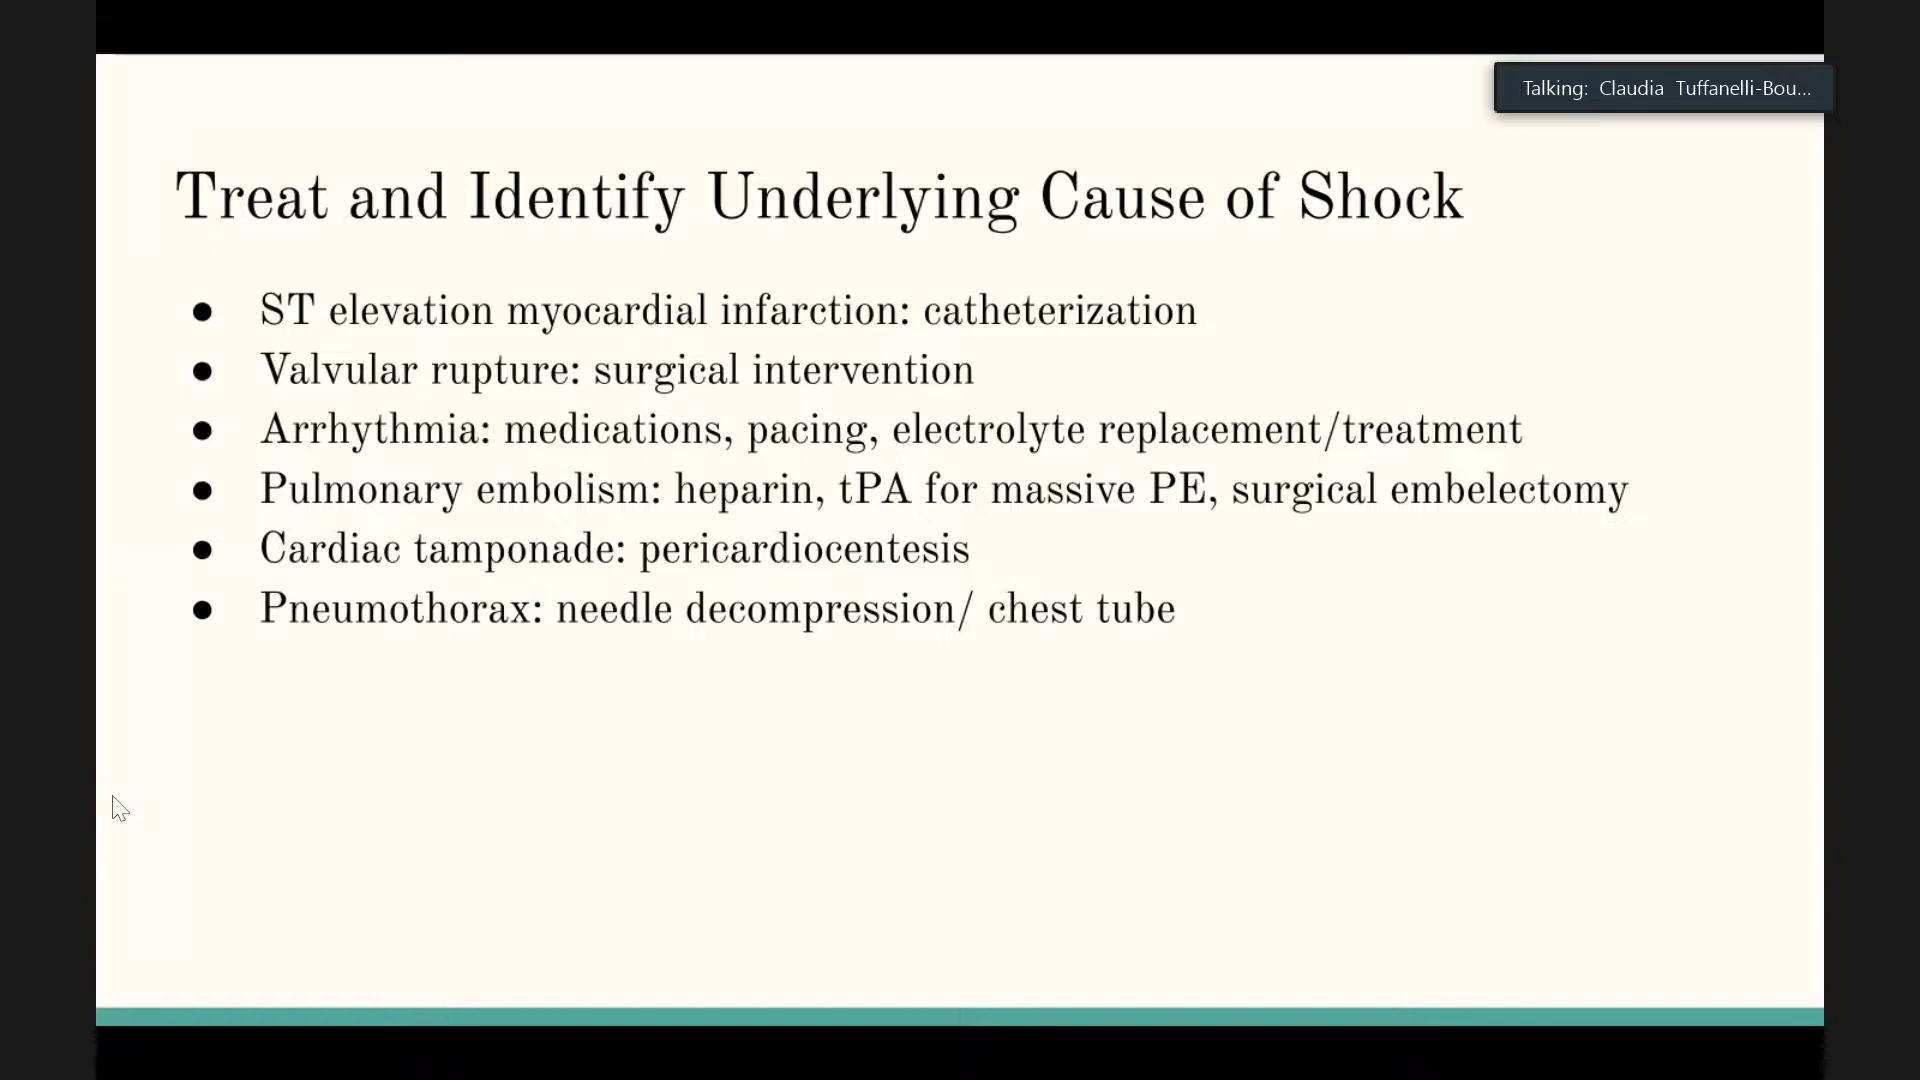 Talking: Claudia Tuffanelli-Bou...
Treat and Identify Underlying Cause of Shock
● ST elevation myocardial infarction: catheterization
● Valvular rupture: surgical intervention
● Arrhythmia: medications, pacing, electrolyte replacement/treatment
● Pulmonary embolism: heparin, tPA for massive PE, surgical embelectomy
● Cardiac tamponade: pericardiocentesis
● Pneumothorax: needle decompression/ chest tube